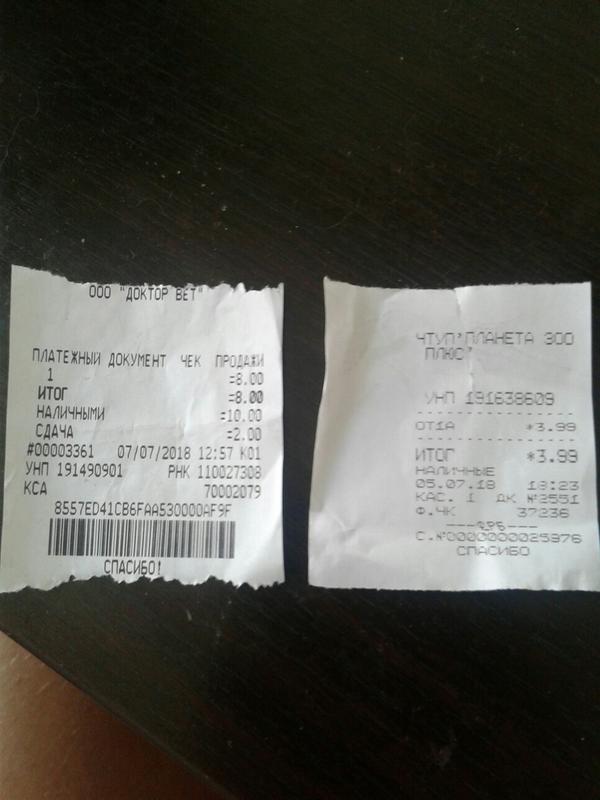 ООО "ДОКТОР ВЕТ"
ПЛАТЕЖНЫЙ ДОКУМЕНТ ЧЕК ПРОДАЖИ
1 =8.00
ИТОГ =8.00
НАЛИЧНЫМИ =10.00
СДАЧА =2.00
#00003361 07/07/2018 12:57 К01
УНП 191490901 РНК 110027308
КСА 70002079
8557ED41CB6FAA530000AF9F
СПАСИБО!
ЧТУП"ПЛАНЕТА ЗОО
ПЛЮС"
УНП 191638609
ОТ1А *3.99
ИТОГ *3.99
НАЛИЧНЫЕ
05.07.18 18:23
КАС. 1 ДК №2551
Ф.ЧК 37236
С.№0000000025976
СПАСИБО